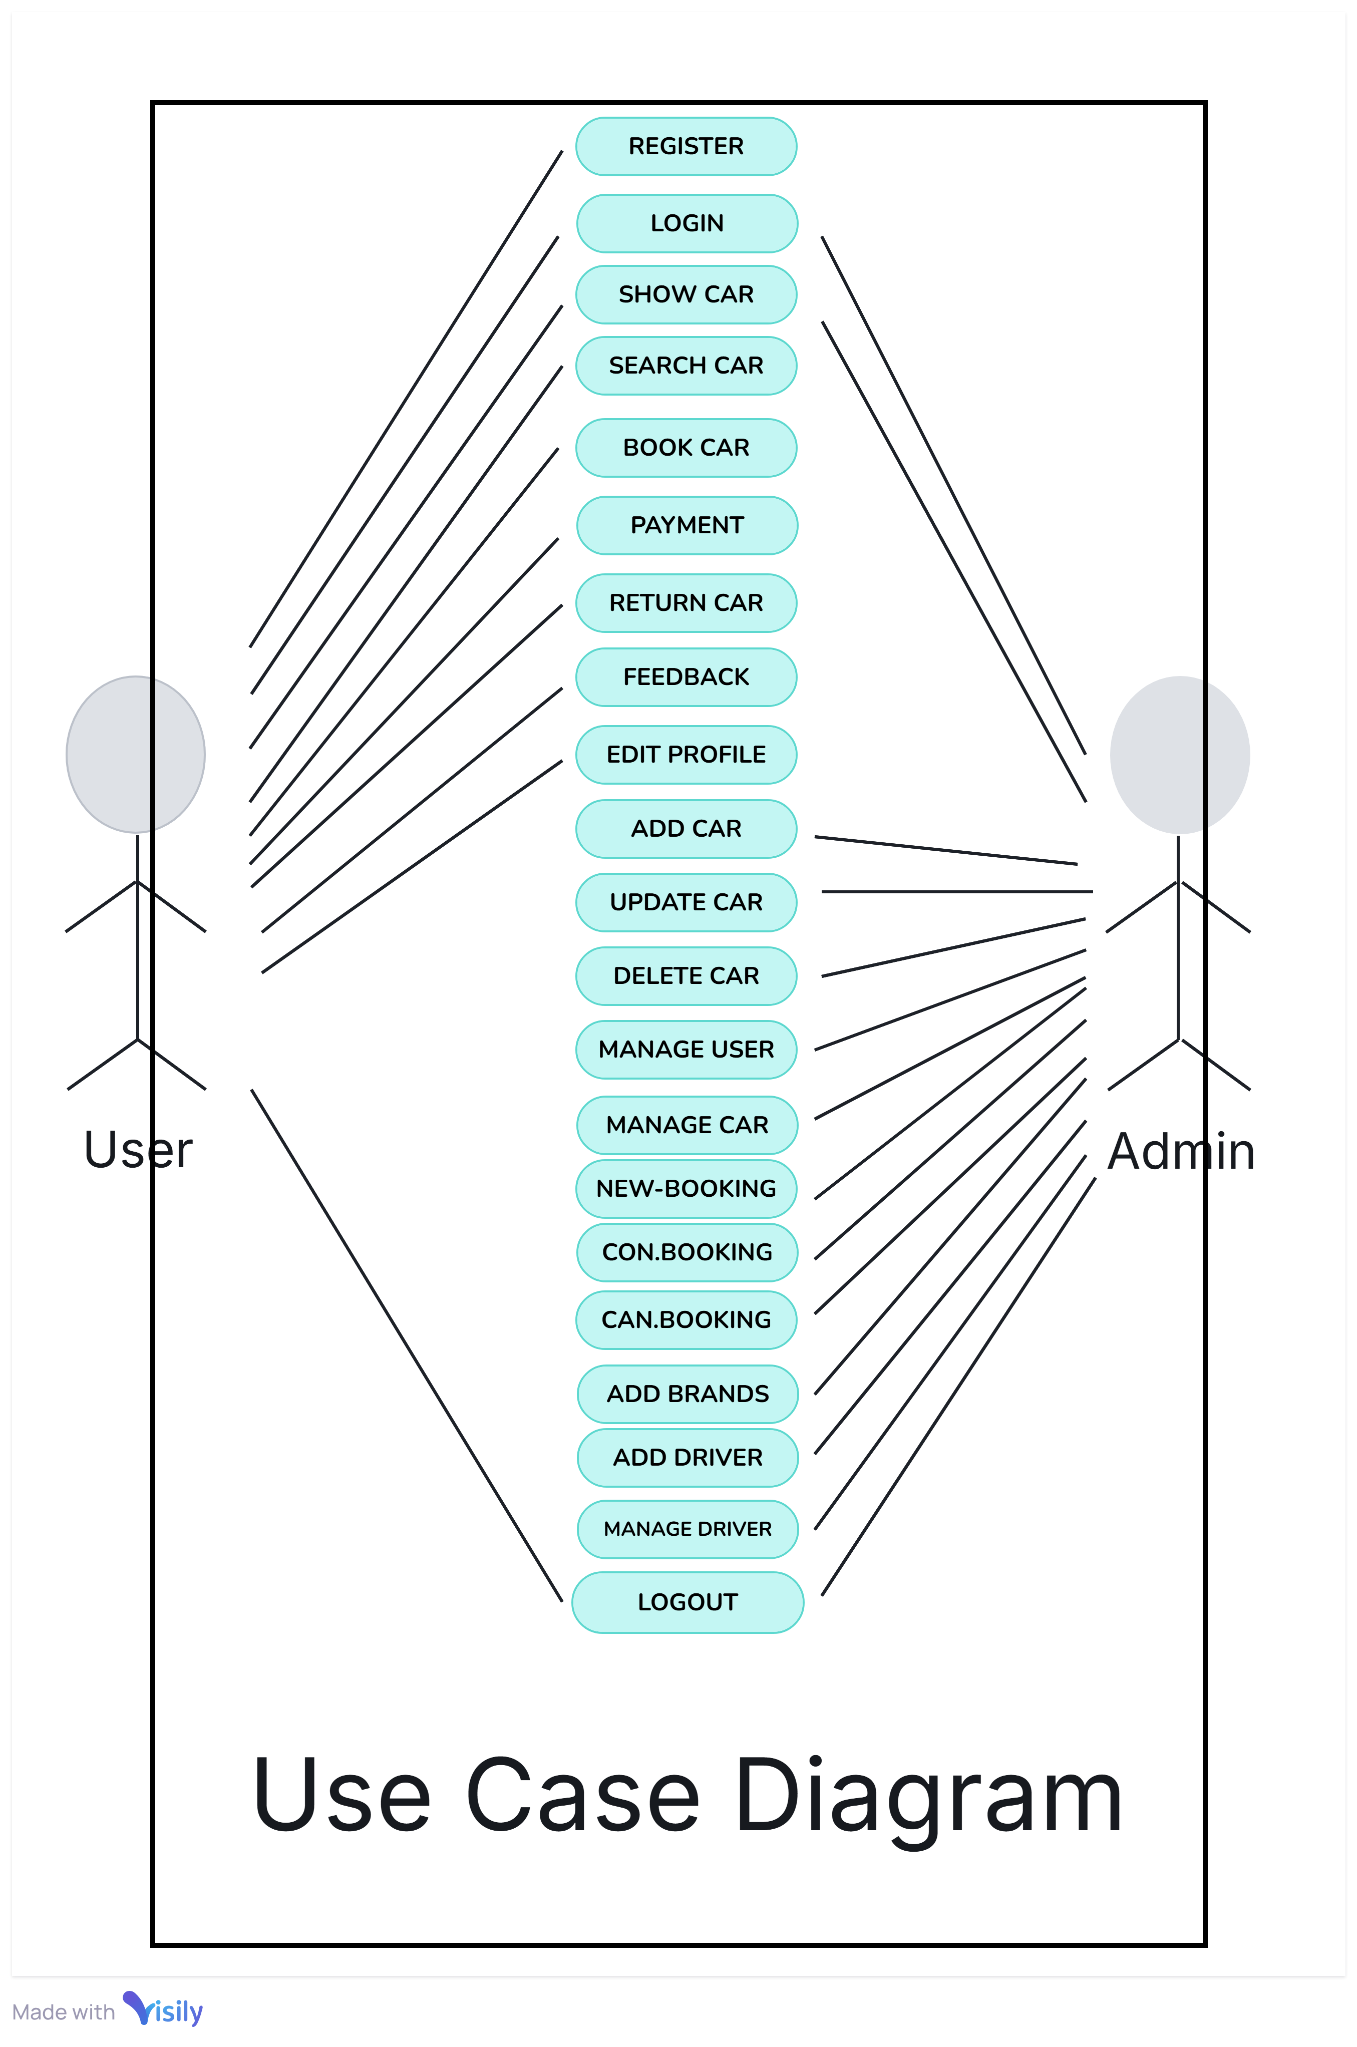 REGISTER
LOGIN
SHOW CAR
SEARCH CAR
BOOK CAR
PAYMENT
RETURN CAR
FEEDBACK
EDIT PROFILE
ADD CAR
UPDATE CAR
DELETE CAR
MANAGE USER
MANAGE CAR
User
Admin
NEW-BOOKING
CON.BOOKING
CAN.BOOKING
ADD BRANDS
ADD DRIVER
MANAGE DRIVER
LOGOUT
Use Case Diagram
Made with Visily